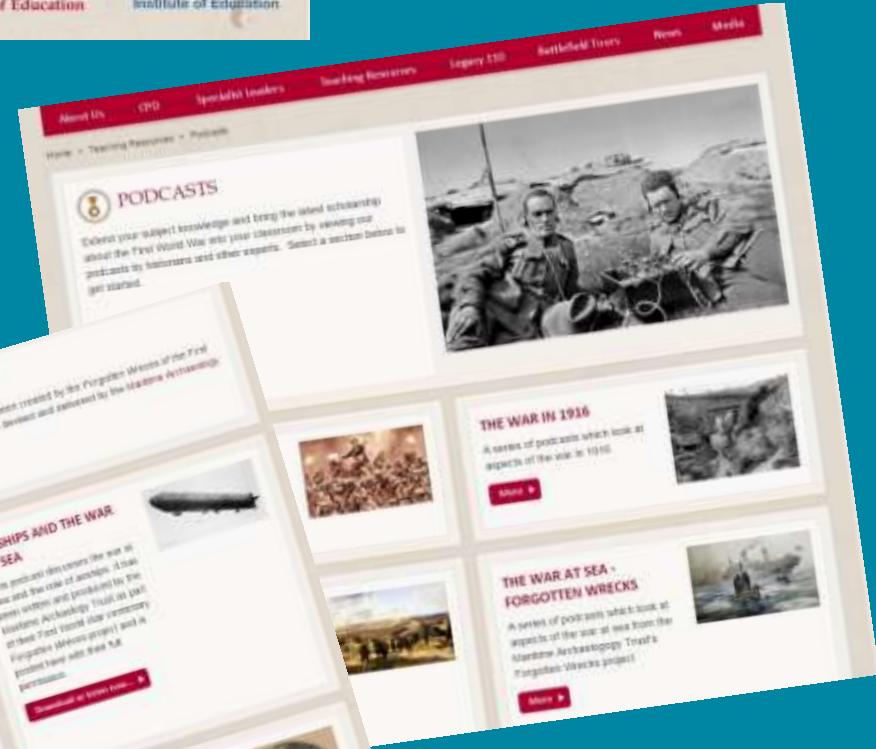 of Education
Institute of Education
About Us CPD Specialist Leaders Teaching Resources Legacy 110 Battlefield Tours News Media
Home Teaching Resources Podcasts
PODCASTS
Extend your subject knowledge and bring the latest scholarship
about the First World War into your classroom by viewing our
podcasts by historians and other experts. Select a section below to
get started.
created by the Forgotten Wrecks of the First
devised and delivered by the Maritime Archaeology
THE WAR IN 1916
A series of podcasts which look at
aspects of the war in 1916
More
SHIPS AND THE WAR
SEA
podcast discusses the war at
sea and the role of airships. It has
been written and produced by the
Maritime Archaeology Trust as part
of their First World War centenary
Forgotten Wrecks project and is
posted here with their full
permission.
Download or listen now...
THE WAR AT SEA -
FORGOTTEN WRECKS
A series of podcasts which look at
aspects of the war at sea from the
Maritime Archaeology Trust's
Forgotten Wrecks project
More